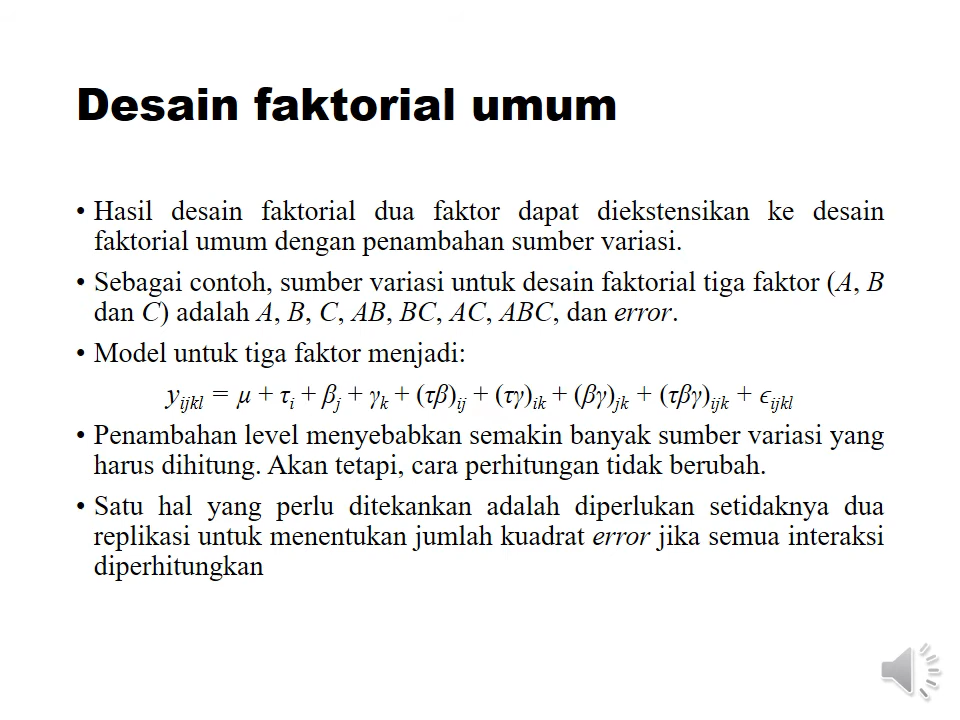 Desain faktorial umum
• Hasil desain faktorial dua faktor dapat diekstensikan ke desain
faktorial umum dengan penambahan sumber variasi.
• Sebagai contoh, sumber variasi untuk desain faktorial tiga faktor (A, B
dan C) adalah A, B, C, AB, BC, AC, ABC, dan error.
• Model untuk tiga faktor menjadi:
y_ijkl = μ + τ_i + β_j + γ_k + (τβ)_ij + (τγ)_ik + (βγ)_jk + (τβγ)_ijk + ϵ_ijkl
• Penambahan level menyebabkan semakin banyak sumber variasi yang
harus dihitung. Akan tetapi, cara perhitungan tidak berubah.
• Satu hal yang perlu ditekankan adalah diperlukan setidaknya dua
replikasi untuk menentukan jumlah kuadrat error jika semua interaksi
diperhitungkan